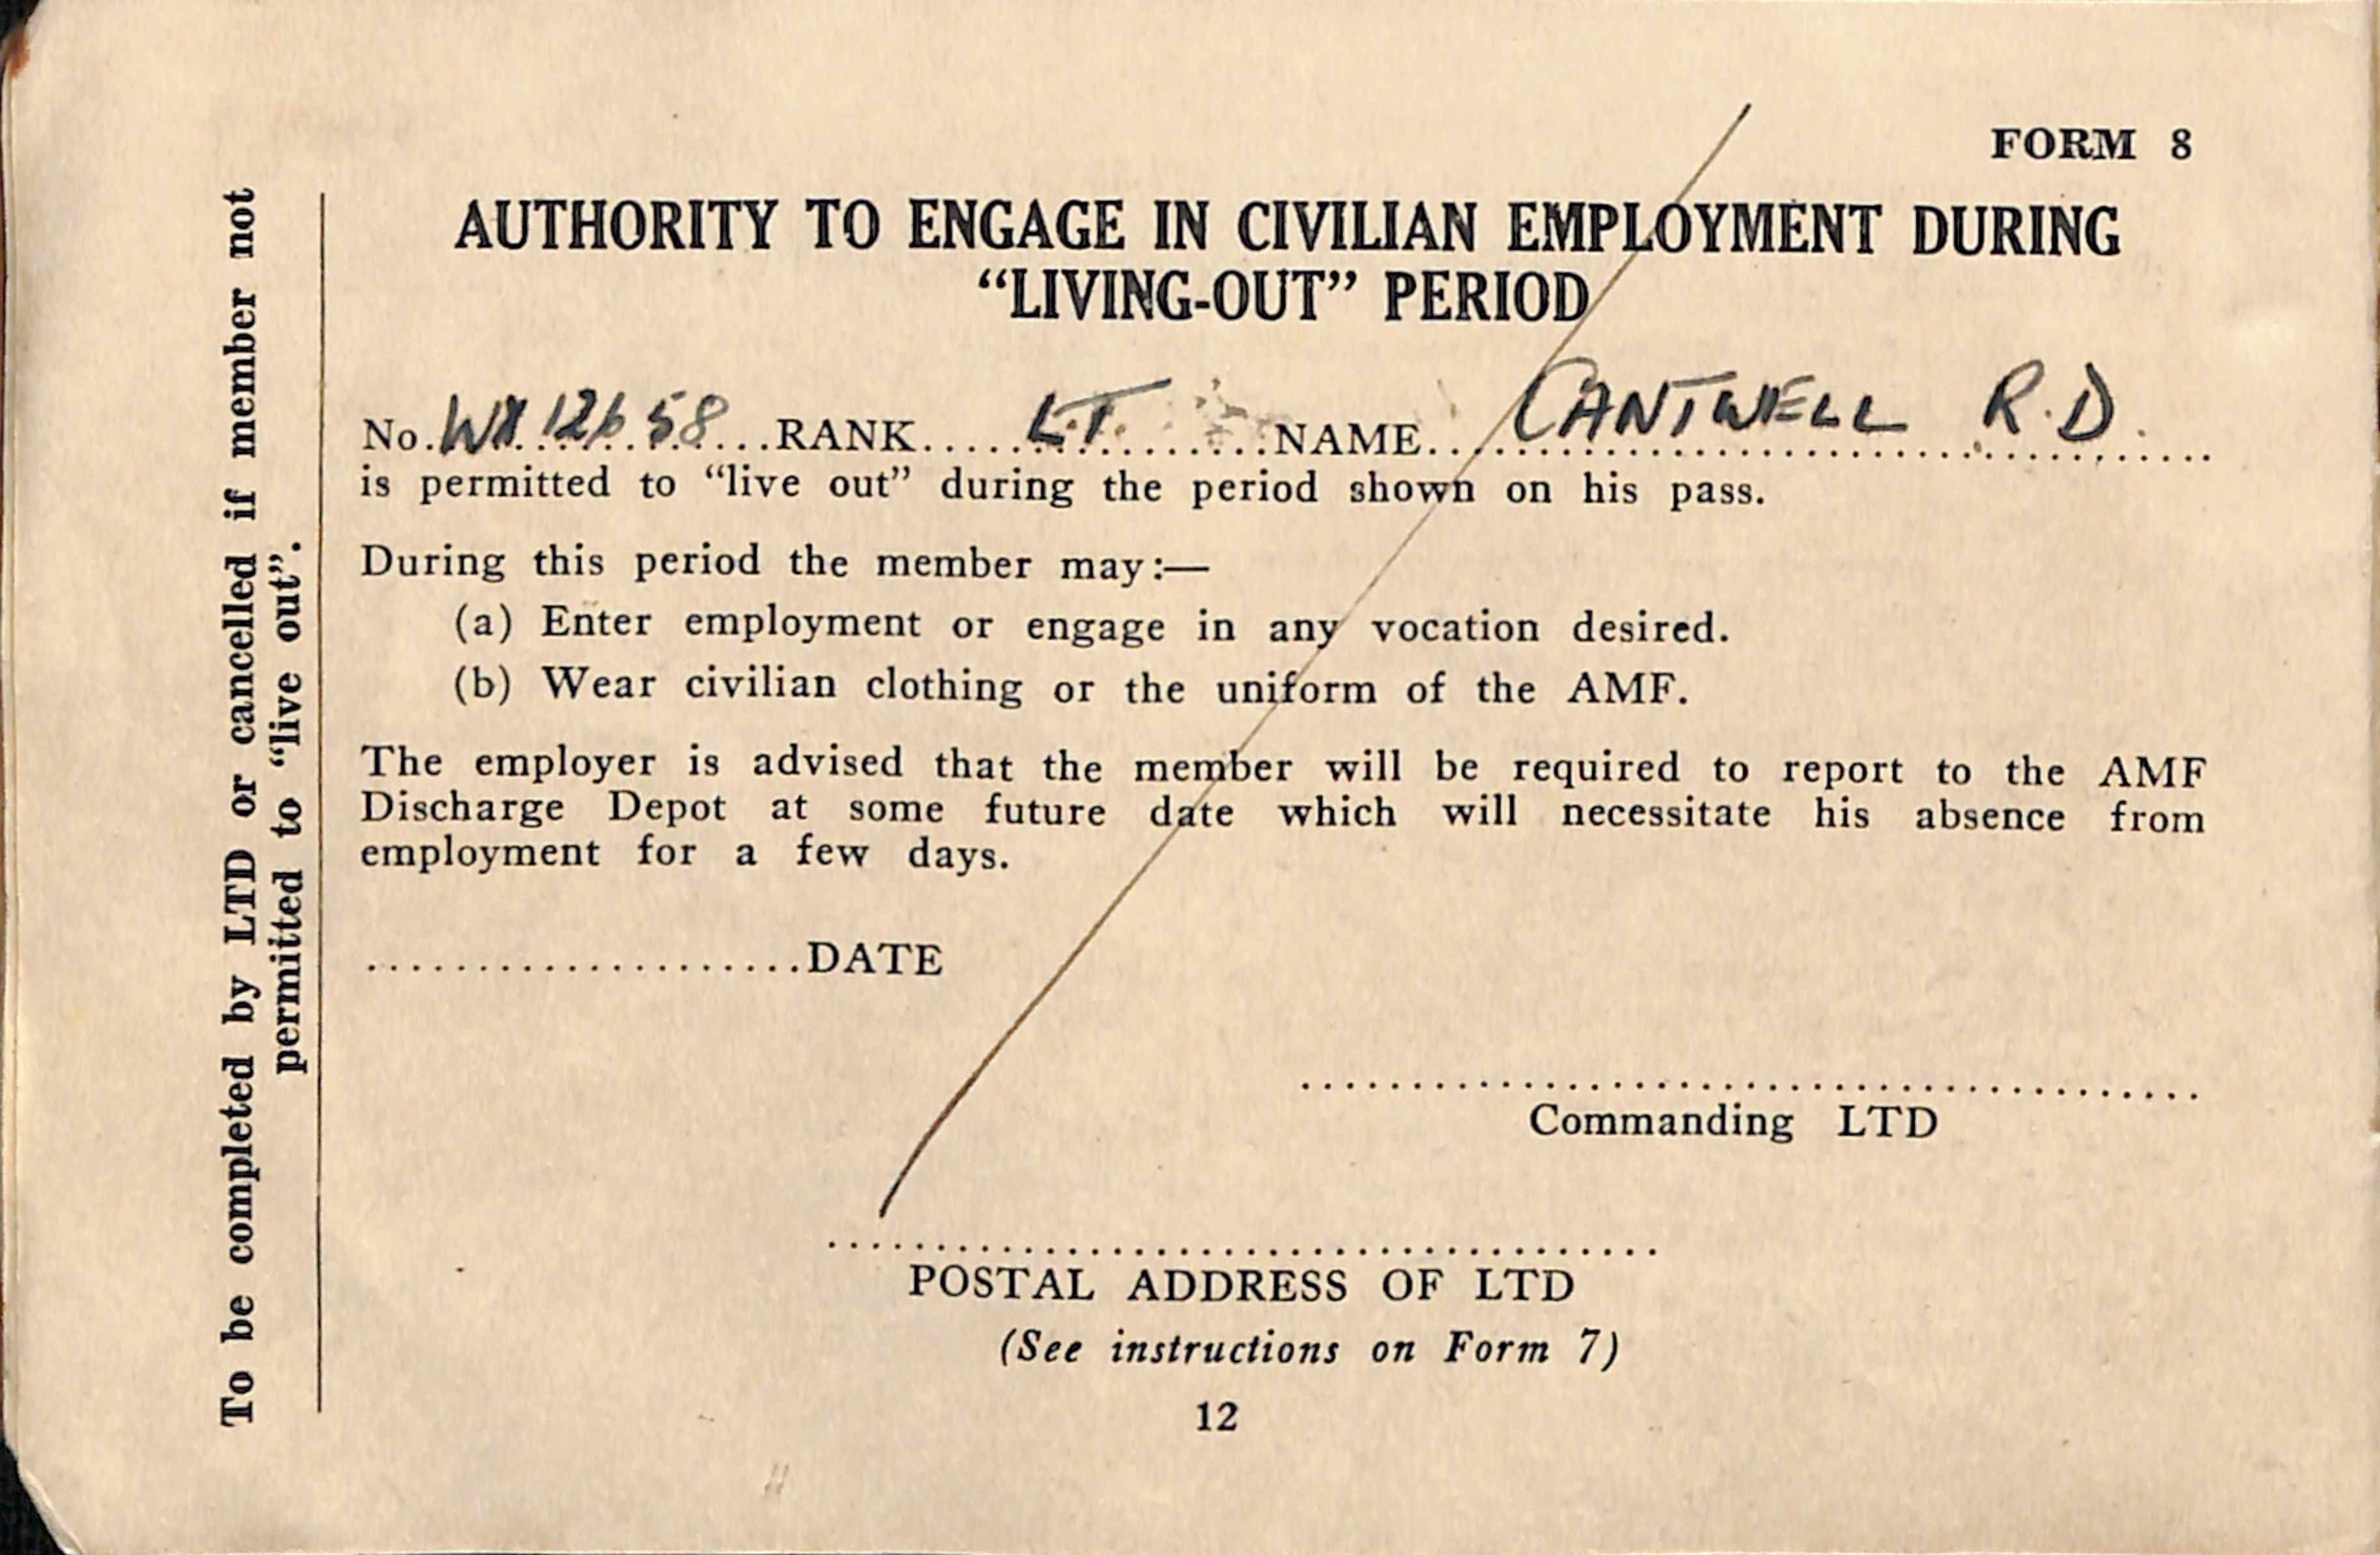 FORM 8
AUTHORITY TO ENGAGE IN CIVILIAN EMPLOYMENT DURING
“LIVING-OUT” PERIOD
No. WX 12658 RANK LT. NAME CANTWELL R.D.
is permitted to “live out” during the period shown on his pass.
During this period the member may:—
(a) Enter employment or engage in any vocation desired.
(b) Wear civilian clothing or the uniform of the AMF.
The employer is advised that the member will be required to report to the AMF
Discharge Depot at some future date which will necessitate his absence from
employment for a few days.
....................DATE
Commanding LTD
POSTAL ADDRESS OF LTD
(See instructions on Form 7)
12
To be completed by LTD or cancelled if member not
permitted to “live out”.